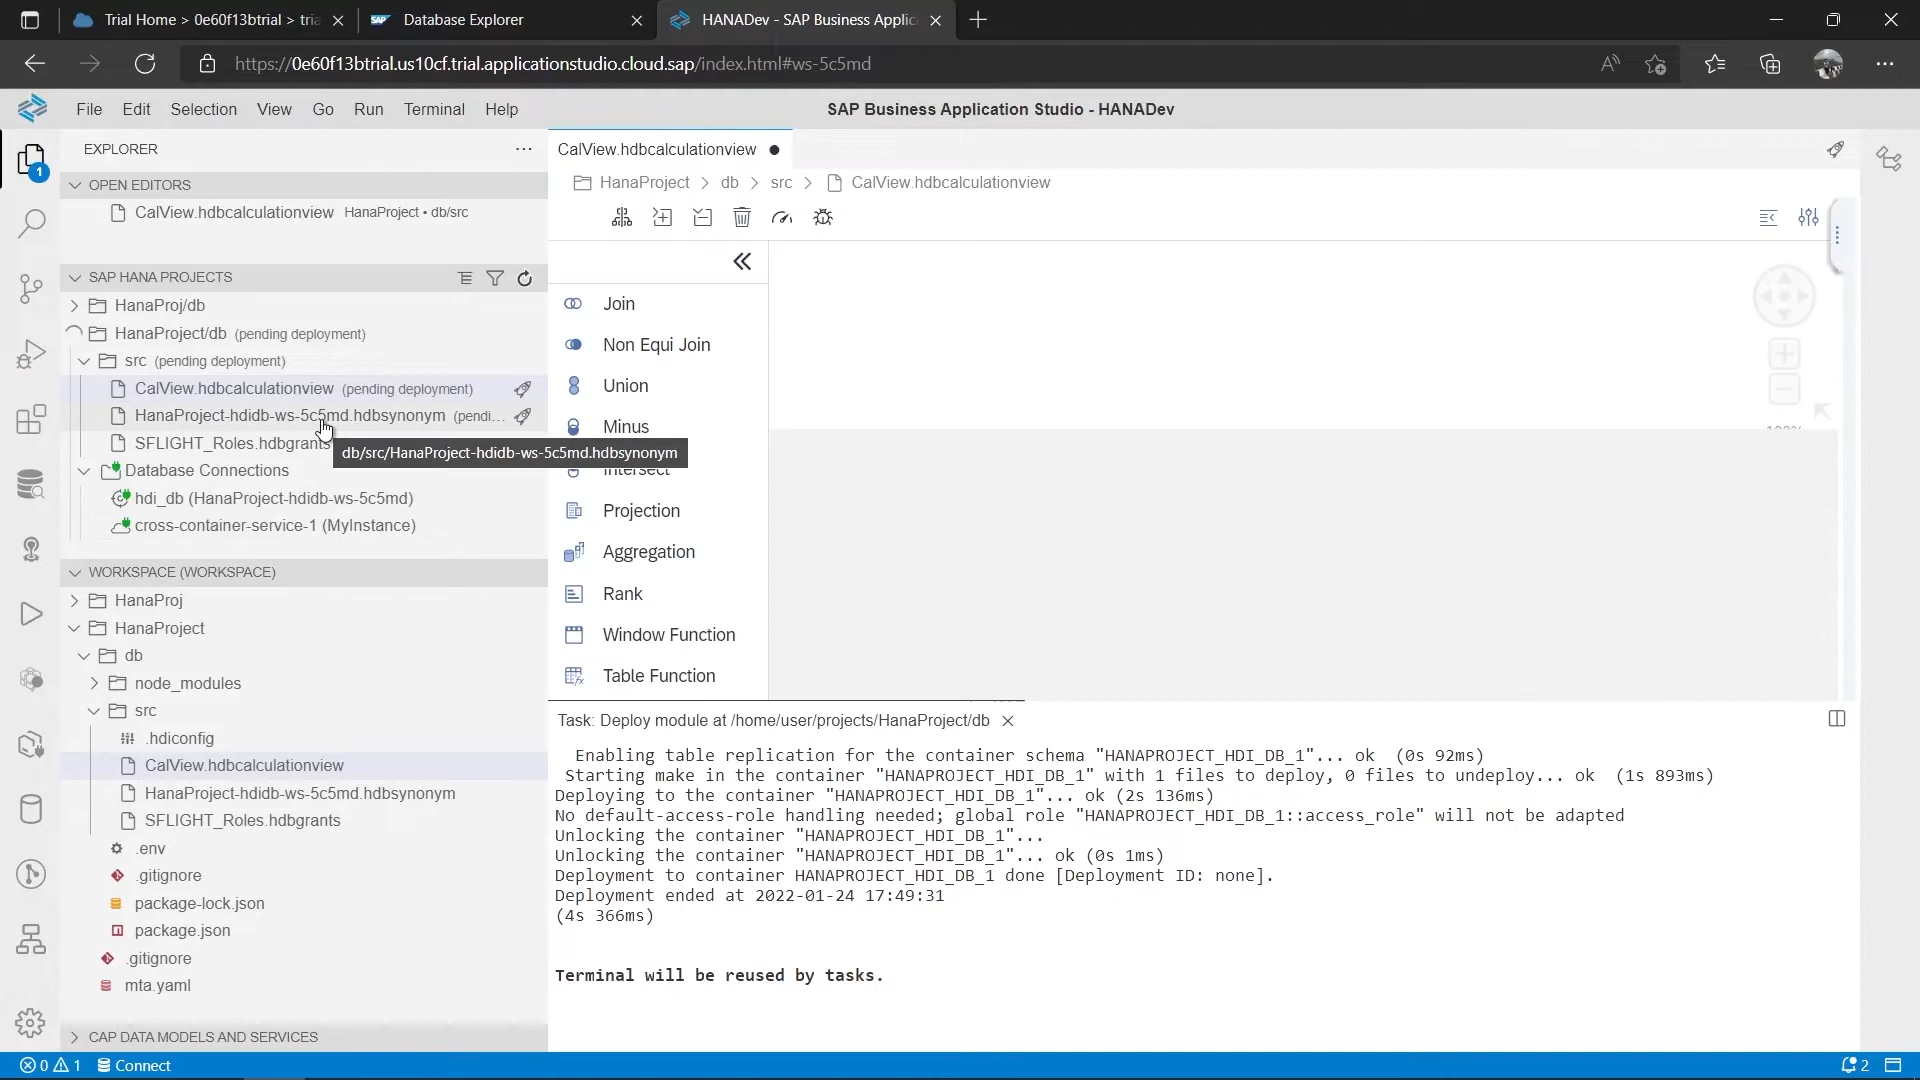 Trial Home > 0e60f13btrial > tria
Database Explorer
HANADev - SAP Business Applic
https://0e60f13btrial.us10cf.trial.applicationstudio.cloud.sap/index.html#ws-5c5md
File Edit Selection View Go Run Terminal Help
SAP Business Application Studio - HANADev
EXPLORER
1
OPEN EDITORS
CalView.hdbcalculationview HanaProject • db/src
SAP HANA PROJECTS
HanaProj/db
HanaProject/db (pending deployment)
src (pending deployment)
CalView.hdbcalculationview (pending deployment)
HanaProject-hdidb-ws-5c5md.hdbsynonym (pendi...
SFLIGHT_Roles.hdbgrants
db/src/HanaProject-hdidb-ws-5c5md.hdbsynonym
Database Connections
hdi_db (HanaProject-hdidb-ws-5c5md)
cross-container-service-1 (MyInstance)
WORKSPACE (WORKSPACE)
HanaProj
HanaProject
db
node_modules
src
.hdiconfig
CalView.hdbcalculationview
HanaProject-hdidb-ws-5c5md.hdbsynonym
SFLIGHT_Roles.hdbgrants
.env
.gitignore
package-lock.json
package.json
.gitignore
mta.yaml
CAP DATA MODELS AND SERVICES
CalView.hdbcalculationview
HanaProject > db > src > CalView.hdbcalculationview
Join
Non Equi Join
Union
Minus
Intersect
Projection
Aggregation
Rank
Window Function
Table Function
Task: Deploy module at /home/user/projects/HanaProject/db
Enabling table replication for the container schema "HANAPROJECT_HDI_DB_1"... ok (0s 92ms)
Starting make in the container "HANAPROJECT_HDI_DB_1" with 1 files to deploy, 0 files to undeploy... ok (1s 893ms)
Deploying to the container "HANAPROJECT_HDI_DB_1"... ok (2s 136ms)
No default-access-role handling needed; global role "HANAPROJECT_HDI_DB_1::access_role" will not be adapted
Unlocking the container "HANAPROJECT_HDI_DB_1"...
Unlocking the container "HANAPROJECT_HDI_DB_1"... ok (0s 1ms)
Deployment to container HANAPROJECT_HDI_DB_1 done [Deployment ID: none].
Deployment ended at 2022-01-24 17:49:31
(4s 366ms)
Terminal will be reused by tasks.
0 1 Connect
2